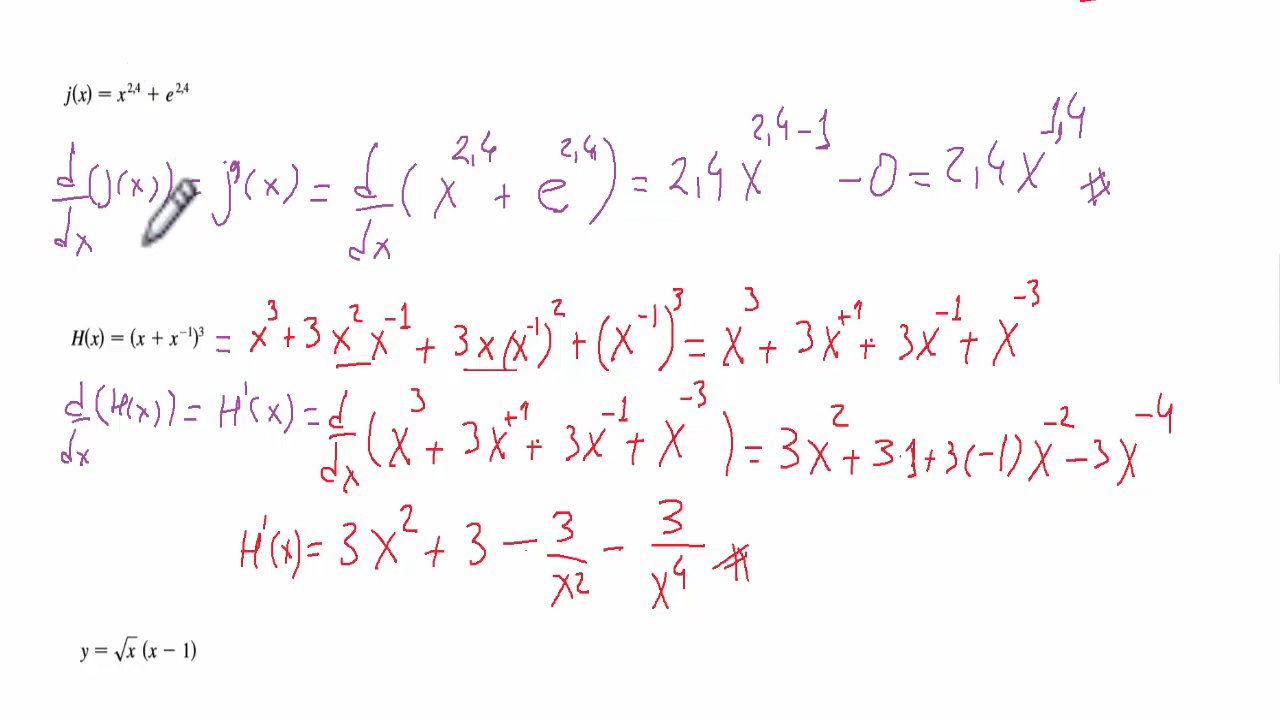 j(x) = x^{2,4} + e^{2,4}
d/dx (j(x)) = j'(x) = d/dx (x^{2,4} + e^{2,4}) = 2,4x^{2,4-1} - 0 = 2,4x^{1,4} #
H(x) = (x + x^{-1})^3 = x^3 + 3x^2x^{-1} + 3x(x^{-1})^2 + (x^{-1})^3 = x^3 + 3x^{+1} + 3x^{-1} + x^{-3}
d/dx (H(x)) = H'(x) = d/dx (x^3 + 3x^{+1} + 3x^{-1} + x^{-3}) = 3x^2 + 3·1 + 3(-1)x^{-2} - 3x^{-4}
H'(x) = 3x^2 + 3 - 3/x^2 - 3/x^4 #
y = √x (x - 1)